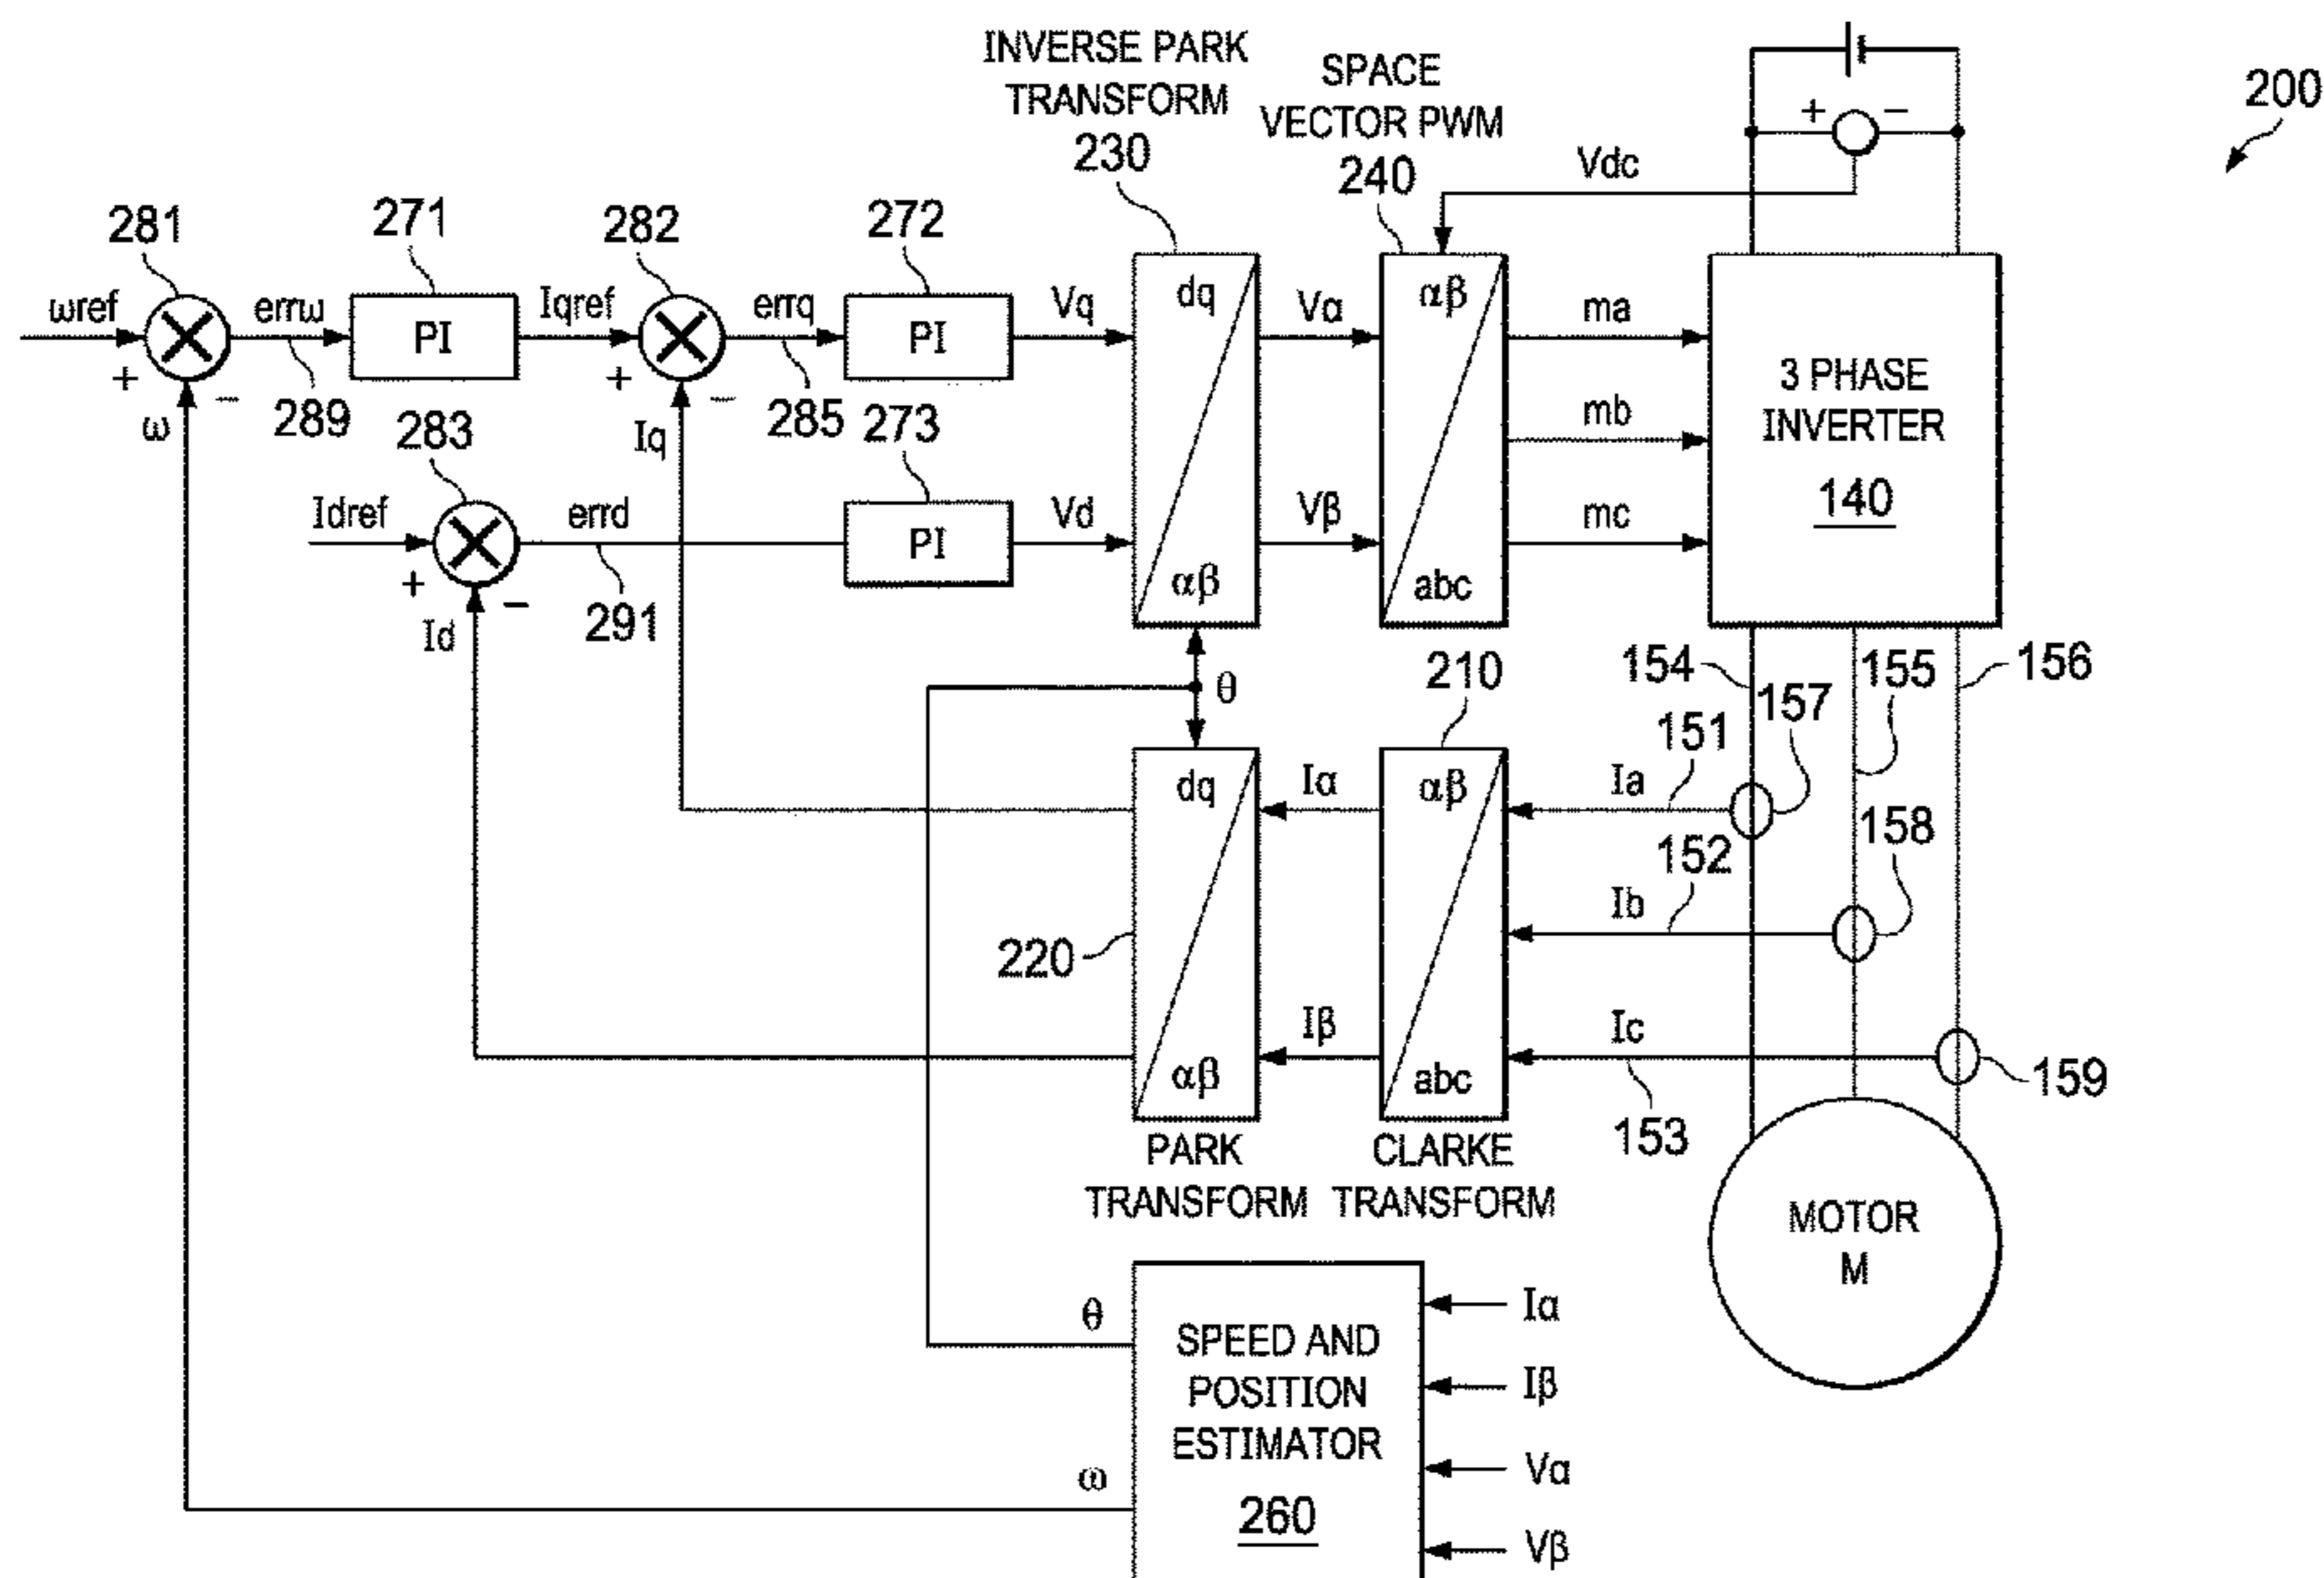 INVERSE PARK
TRANSFORM
230
SPACE
VECTOR PWM
240
Vdc
+
−
200
281
271
282
272
ωref
errω
PI
Iqref
errq
PI
Vq
dq
αβ
Vα
Vβ
αβ
abc
ma
mb
mc
3 PHASE
INVERTER
140
+
−
ω
289
283
+
−
Iq
285
273
Idref
errd
PI
Vd
+
−
Id
291
θ
210
154
155
156
157
151
Iα
Ia
dq
αβ
αβ
abc
152
158
Ib
220
Iβ
Ic
153
159
PARK
TRANSFORM
CLARKE
TRANSFORM
MOTOR
M
θ
ω
SPEED AND
POSITION
ESTIMATOR
260
Iα
Iβ
Vα
Vβ